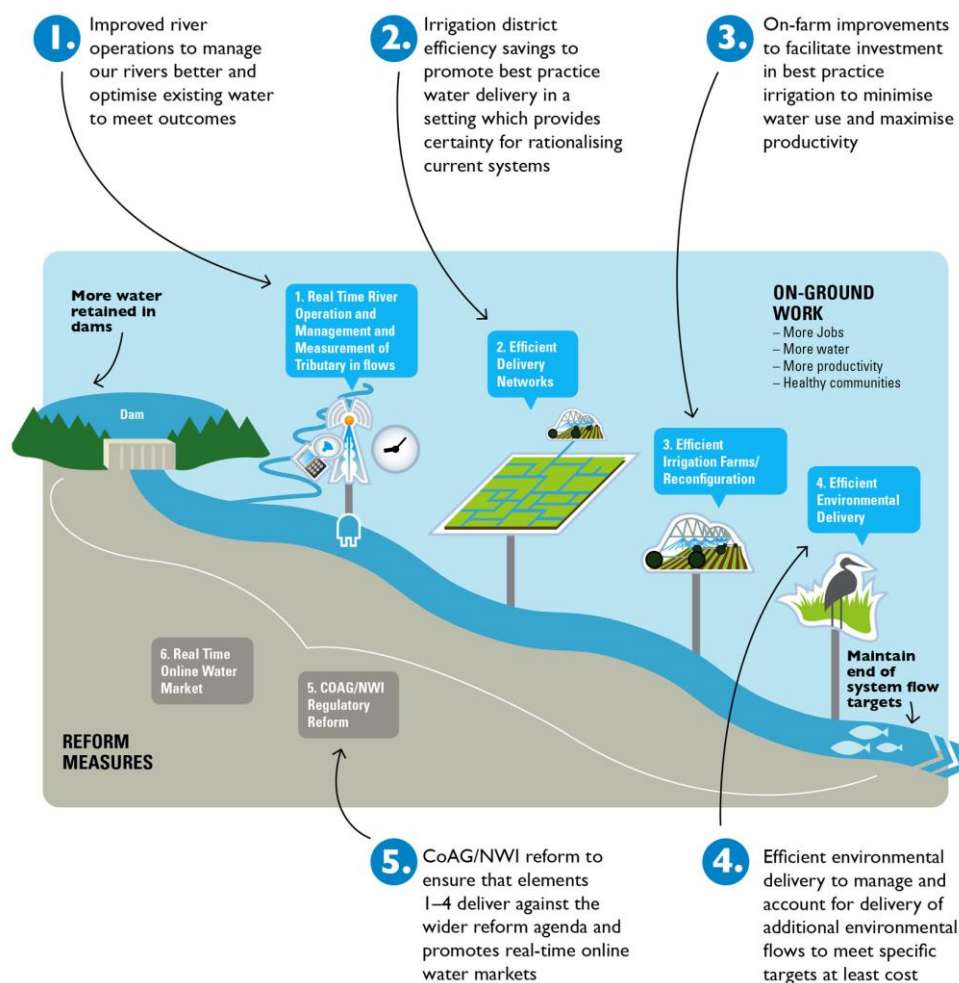 1.
Improved river
operations to manage
our rivers better and
optimise existing water
to meet outcomes
2.
Irrigation district
efficiency savings to
promote best practice
water delivery in a
setting which provides
certainty for rationalising
current systems
3.
On-farm improvements
to facilitate investment
in best practice
irrigation to minimise
water use and maximise
productivity
More water
retained in
dams
Dam
1. Real Time River
Operation and
Management and
Measurement of
Tributary in flows
2. Efficient
Delivery
Networks
ON-GROUND
WORK
– More Jobs
– More water
– More productivity
– Healthy communities
3. Efficient
Irrigation Farms/
Reconfiguration
4. Efficient
Environmental
Delivery
Maintain
end of
system flow
targets
6. Real Time
Online Water
Market
5. COAG/NWI
Regulatory
Reform
REFORM
MEASURES
5.
CoAG/NWI reform to
ensure that elements
1–4 deliver against the
wider reform agenda and
promotes real-time online
water markets
4.
Efficient environmental
delivery to manage and
account for delivery of
additional environmental
flows to meet specific
targets at least cost